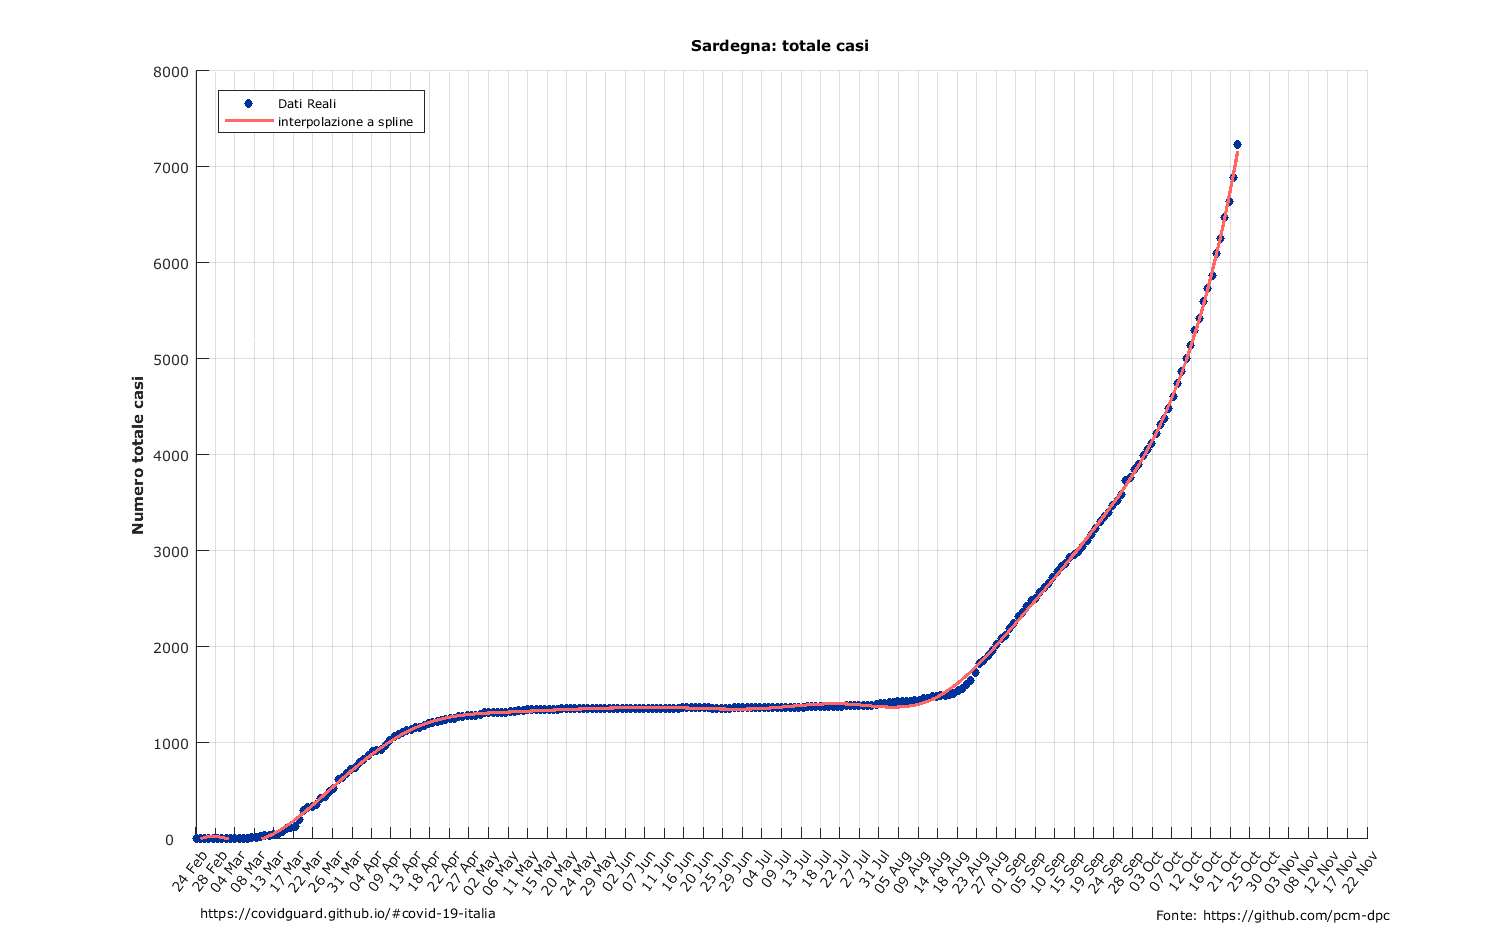 Sardegna: totale casi
8000
7000
6000
5000
4000
3000
2000
1000
0
Numero totale casi
Dati Reali
interpolazione a spline
24 Feb
28 Feb
04 Mar
08 Mar
13 Mar
17 Mar
22 Mar
26 Mar
31 Mar
04 Apr
09 Apr
13 Apr
18 Apr
22 Apr
27 Apr
02 May
06 May
11 May
15 May
20 May
24 May
29 May
02 Jun
07 Jun
11 Jun
16 Jun
20 Jun
25 Jun
29 Jun
04 Jul
09 Jul
13 Jul
18 Jul
22 Jul
27 Jul
31 Jul
05 Aug
09 Aug
14 Aug
18 Aug
23 Aug
27 Aug
01 Sep
05 Sep
10 Sep
15 Sep
19 Sep
24 Sep
28 Sep
03 Oct
07 Oct
12 Oct
16 Oct
21 Oct
25 Oct
30 Oct
03 Nov
08 Nov
12 Nov
17 Nov
22 Nov
https://covidguard.github.io/#covid-19-italia
Fonte: https://github.com/pcm-dpc